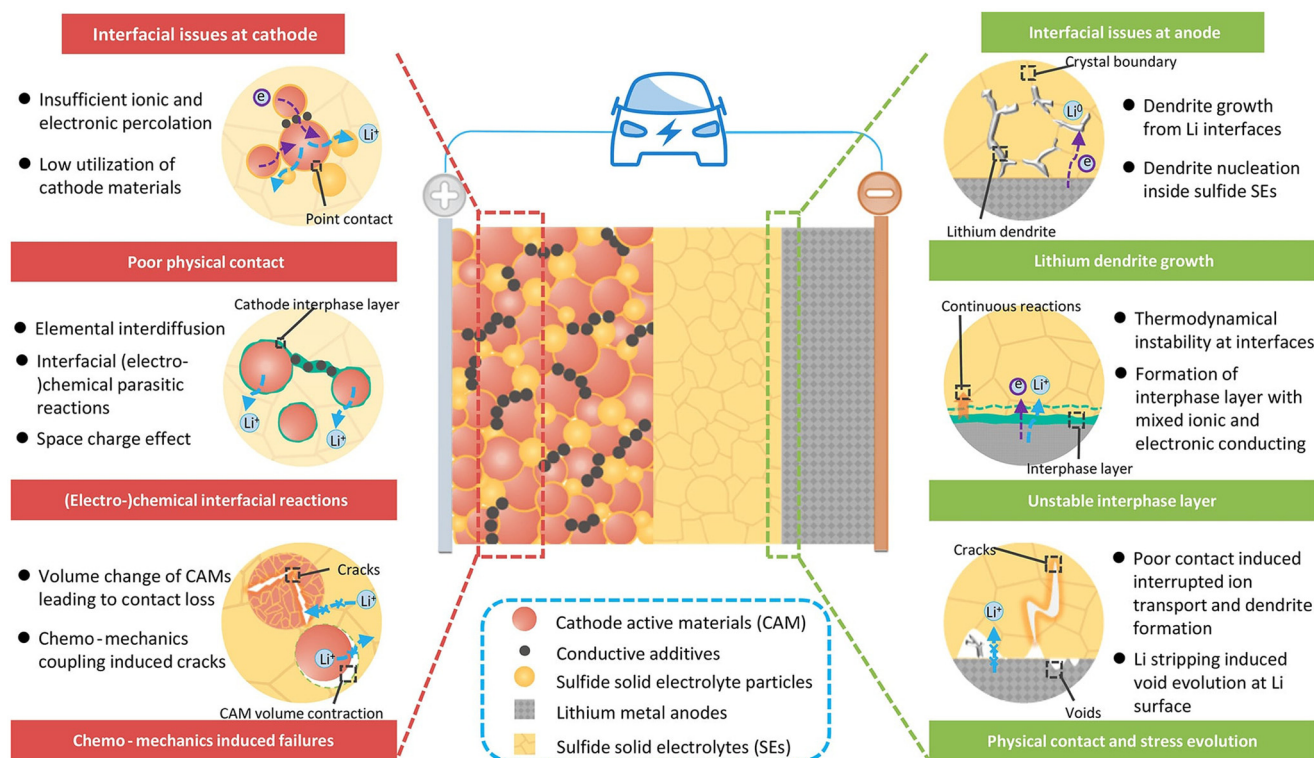 Interfacial issues at cathode
Insufficient ionic and
electronic percolation
Low utilization of
cathode materials
e
Li⁺
Point contact
Poor physical contact
Cathode interphase layer
Elemental interdiffusion
Interfacial (electro-
)chemical parasitic
reactions
Space charge effect
Li⁺
Li⁺
(Electro-)chemical interfacial reactions
Volume change of CAMs
leading to contact loss
Chemo-mechanics
coupling induced cracks
Cracks
Li⁺
Li⁺
CAM volume contraction
Chemo-mechanics induced failures
+
−
Cathode active materials (CAM)
Conductive additives
Sulfide solid electrolyte particles
Lithium metal anodes
Sulfide solid electrolytes (SEs)
Interfacial issues at anode
Crystal boundary
Li⁰
e
Lithium dendrite
Dendrite growth
from Li interfaces
Dendrite nucleation
inside sulfide SEs
Lithium dendrite growth
Continuous reactions
e
Li⁺
Interphase layer
Thermodynamical
instability at interfaces
Formation of
interphase layer with
mixed ionic and
electronic conducting
Unstable interphase layer
Cracks
Li⁺
Voids
Poor contact induced
interrupted ion
transport and dendrite
formation
Li stripping induced
void evolution at Li
surface
Physical contact and stress evolution